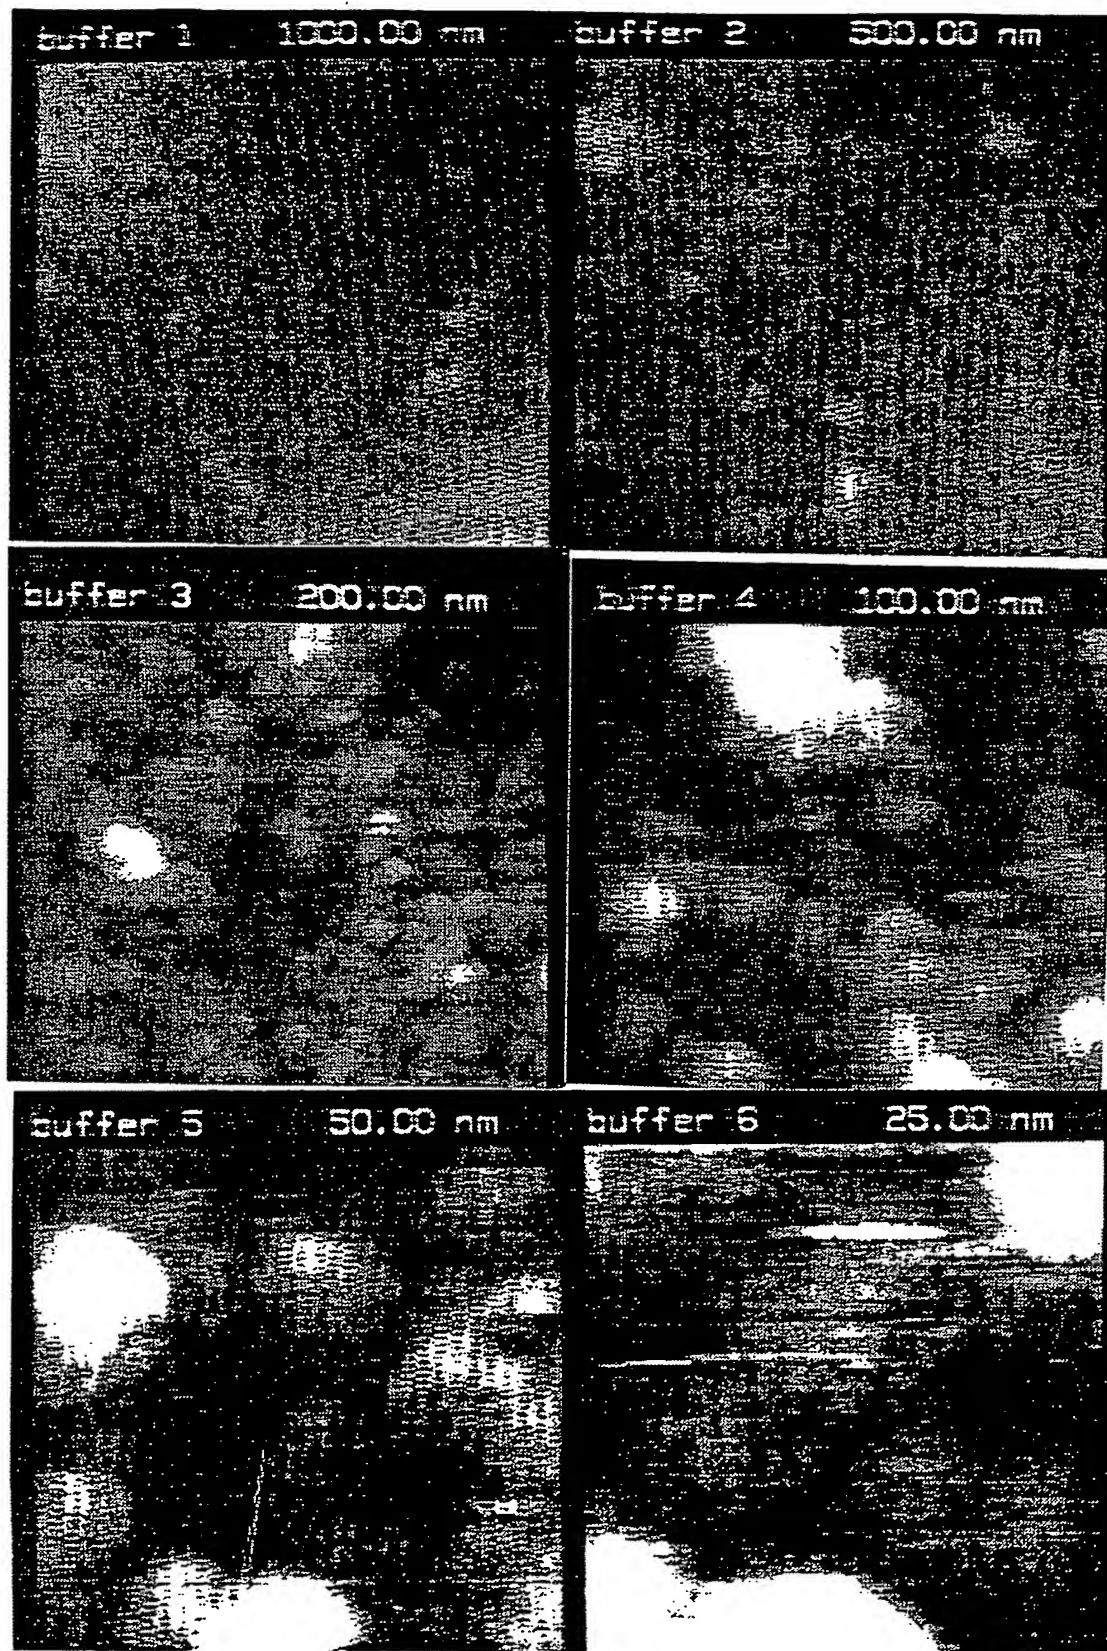 buffer 1 1000.00 nm
buffer 2 500.00 nm
buffer 3 200.00 nm
buffer 4 100.00 nm
buffer 5 50.00 nm
buffer 6 25.00 nm